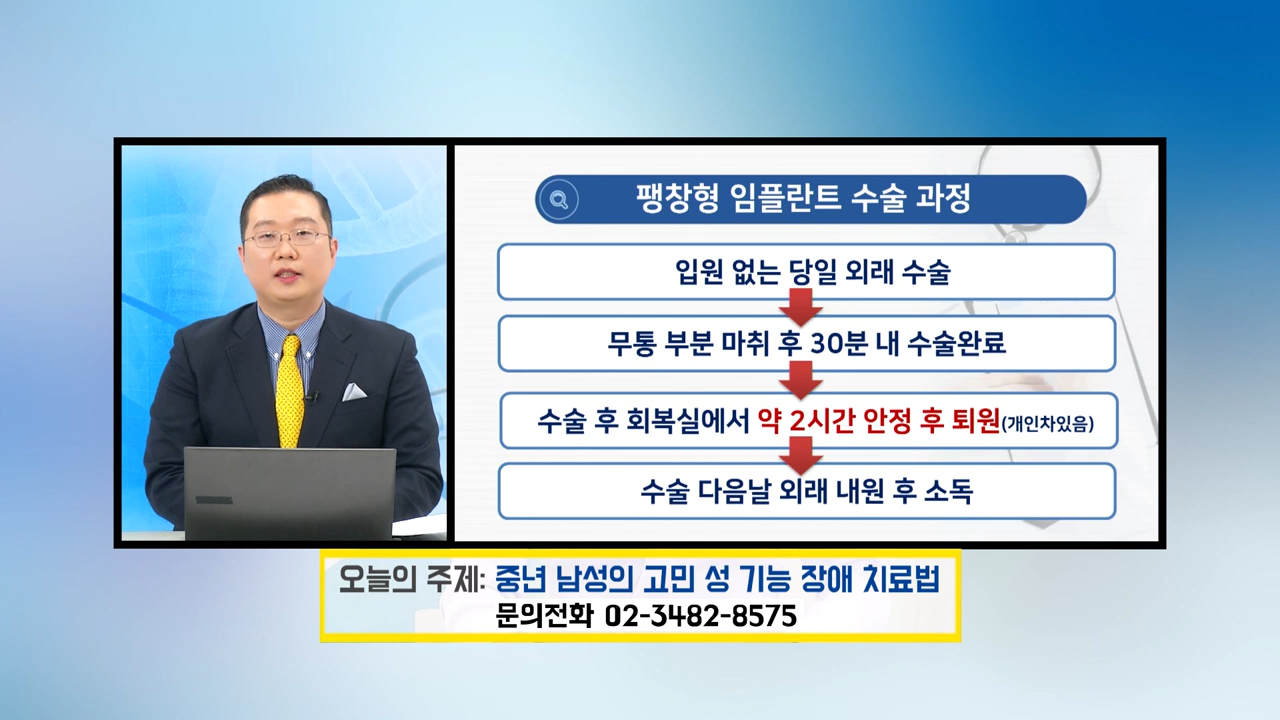 팽창형 임플란트 수술 과정
입원 없는 당일 외래 수술
무통 부분 마취 후 30분 내 수술완료
수술 후 회복실에서 약 2시간 안정 후 퇴원(개인차있음)
수술 다음날 외래 내원 후 소독
오늘의 주제: 중년 남성의 고민 성 기능 장애 치료법
문의전화 02-3482-8575